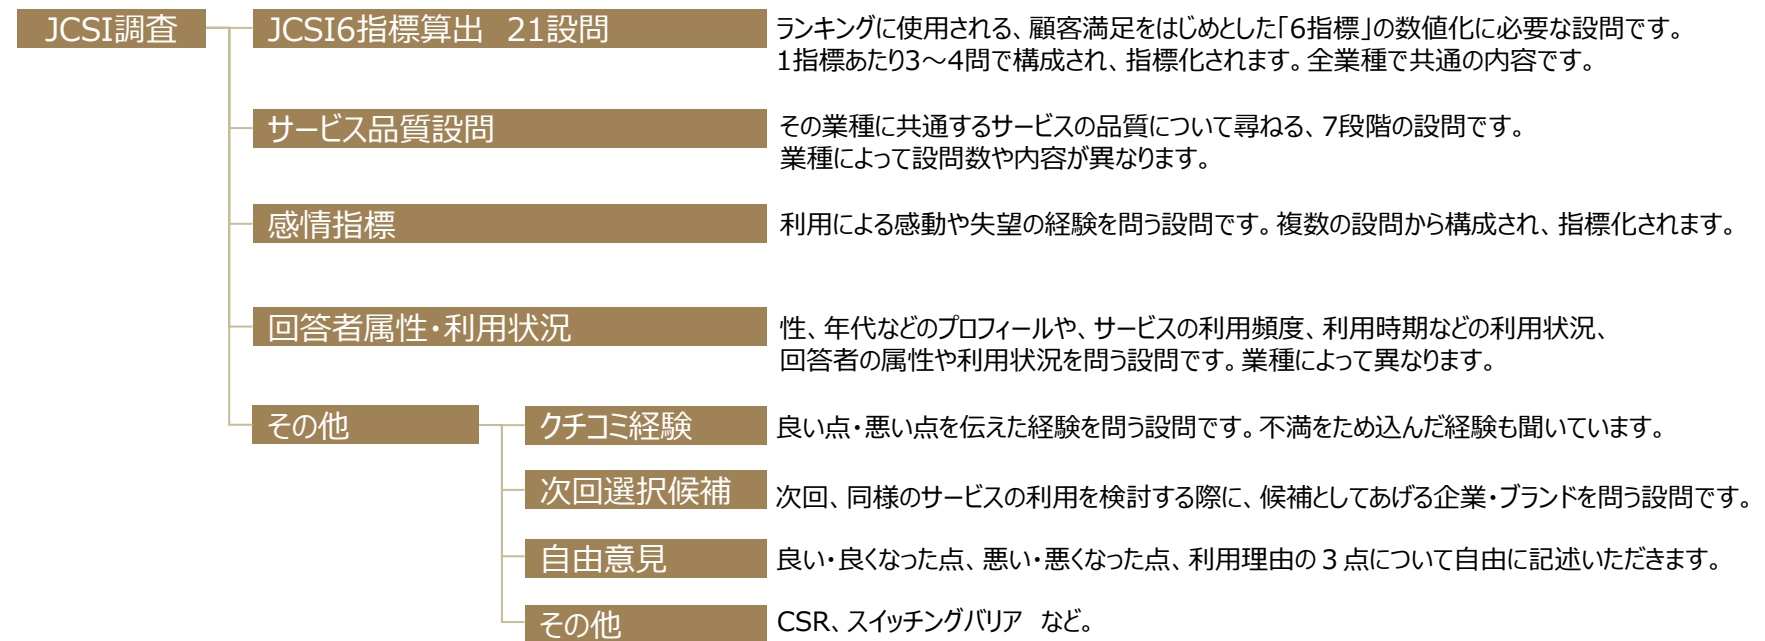 JCSI調査
JCSI6指標算出　21設問
ランキングに使用される、顧客満足をはじめとした「6指標」の数値化に必要な設問です。
1指標あたり3～4問で構成され、指標化されます。全業種で共通の内容です。
サービス品質設問
その業種に共通するサービスの品質について尋ねる、7段階の設問です。
業種によって設問数や内容が異なります。
感情指標
利用による感動や失望の経験を問う設問です。複数の設問から構成され、指標化されます。
回答者属性・利用状況
性、年代などのプロフィールや、サービスの利用頻度、利用時期などの利用状況、
回答者の属性や利用状況を問う設問です。業種によって異なります。
その他
クチコミ経験
良い点・悪い点を伝えた経験を問う設問です。不満をため込んだ経験も聞いています。
次回選択候補
次回、同様のサービスの利用を検討する際に、候補としてあげる企業・ブランドを問う設問です。
自由意見
良い・良くなった点、悪い・悪くなった点、利用理由の３点について自由に記述いただきます。
その他
CSR、スイッチングバリア　など。